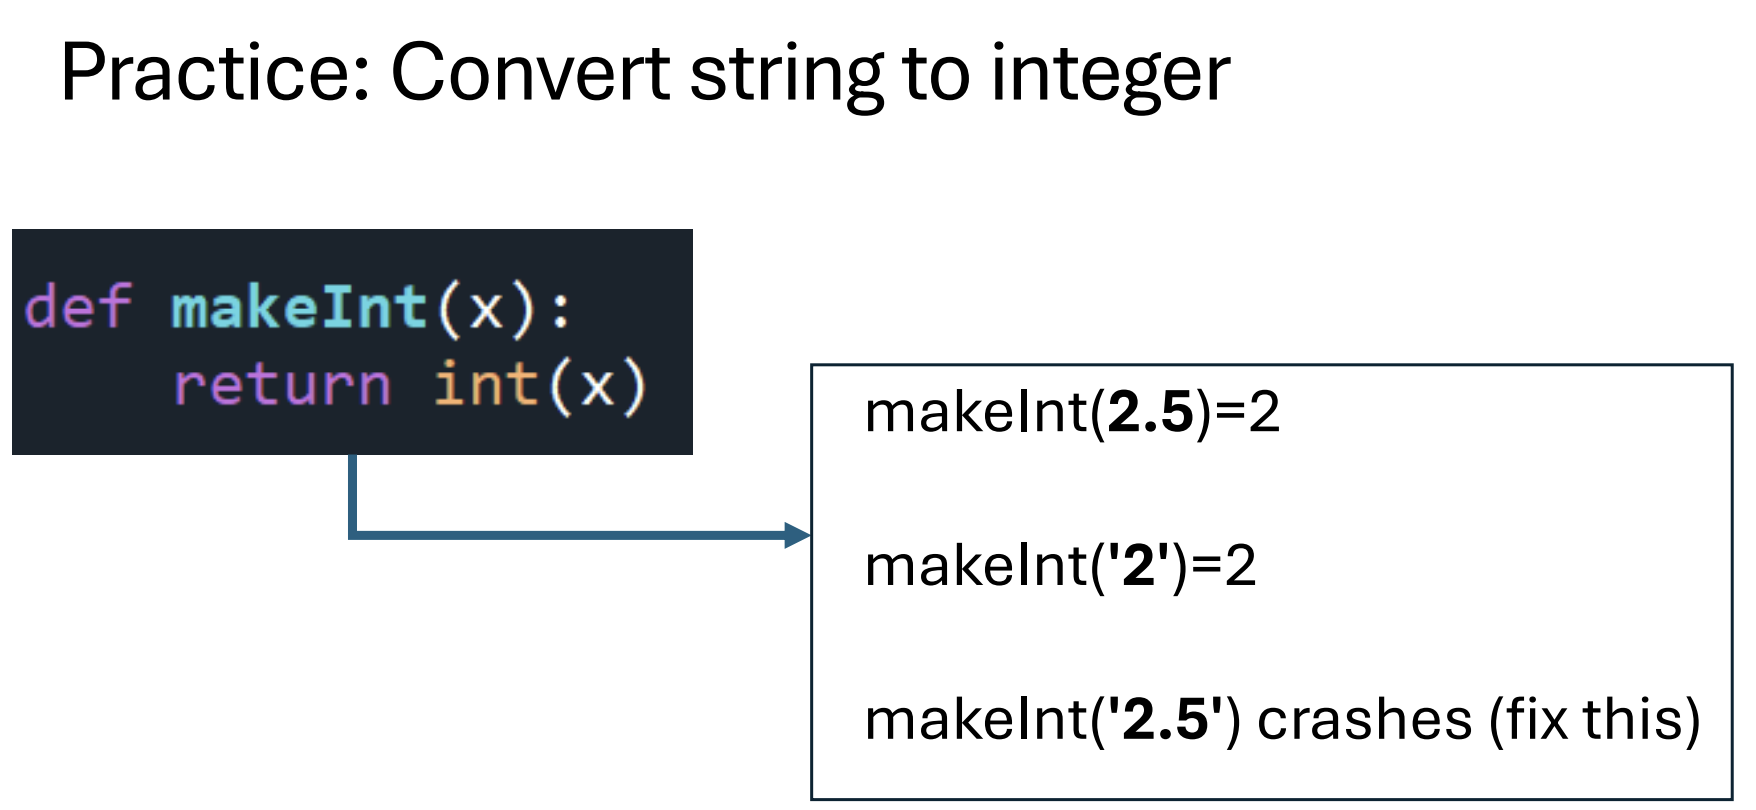 Practice: Convert string to integer
def makeInt(x):
    return int(x)
makeInt(2.5)=2
makeInt('2')=2
makeInt('2.5') crashes (fix this)